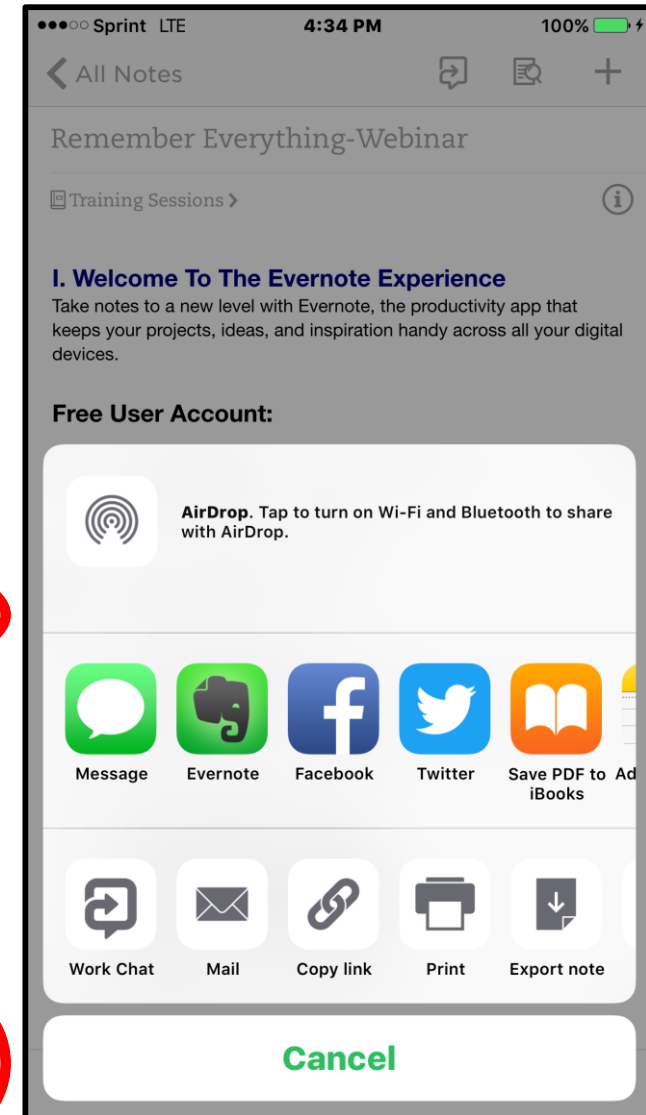 Sprint LTE 4:34 PM 100%
All Notes
Remember Everything-Webinar
Training Sessions
I. Welcome To The Evernote Experience
Take notes to a new level with Evernote, the productivity app that
keeps your projects, ideas, and inspiration handy across all your digital
devices.
Free User Account:
AirDrop. Tap to turn on Wi-Fi and Bluetooth to share
with AirDrop.
Message Evernote Facebook Twitter Save PDF to Ad
iBooks
Work Chat Mail Copy link Print Export note
Cancel